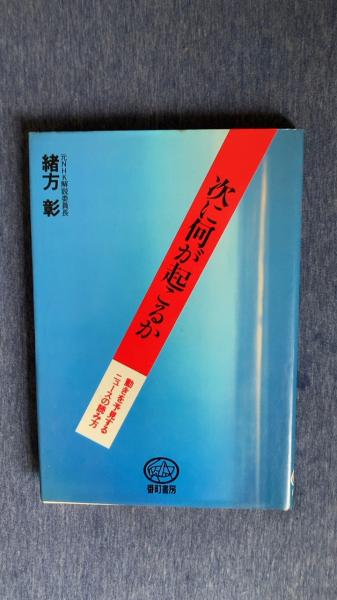 次に何が起こるか
動きを予見する
ニュースの読み方
元NHK解説委員長
緒方 彰
番町書房